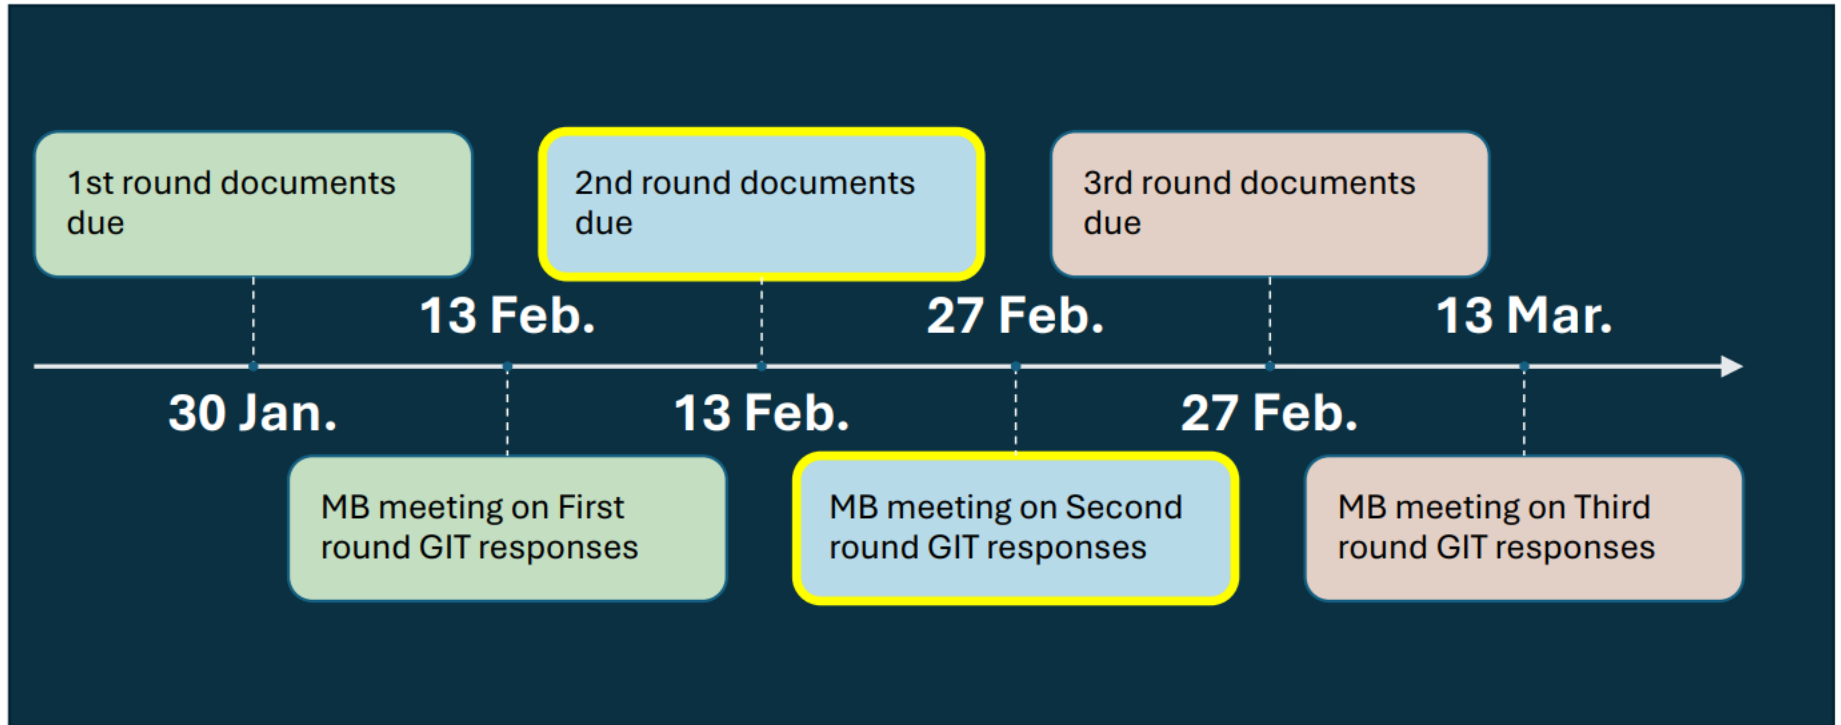 1st round documents
due
2nd round documents
due
3rd round documents
due
13 Feb.
27 Feb.
13 Mar.
30 Jan.
13 Feb.
27 Feb.
MB meeting on First
round GIT responses
MB meeting on Second
round GIT responses
MB meeting on Third
round GIT responses